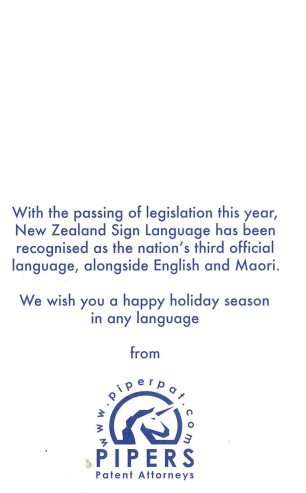 With the passing of legislation this year,
New Zealand Sign Language has been
recognised as the nation's third official
language, alongside English and Maori.
We wish you a happy holiday season
in any language
from
www.piperpat.com
PIPERS
Patent Attorneys